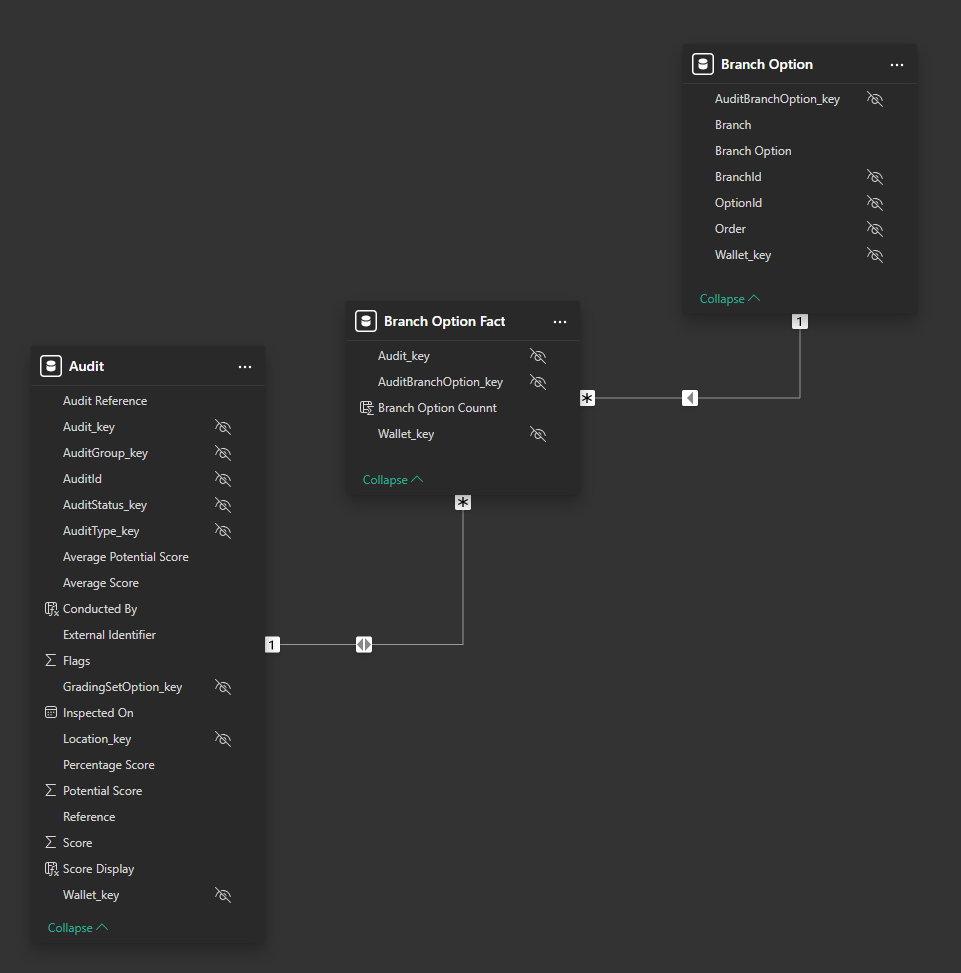 Branch Option
AuditBranchOption_key
Branch
Branch Option
BranchId
OptionId
Order
Wallet_key
Collapse
1
Branch Option Fact
Audit_key
AuditBranchOption_key
Branch Option Counnt
Wallet_key
Collapse
*
*
Audit
Audit Reference
Audit_key
AuditGroup_key
AuditId
AuditStatus_key
AuditType_key
Average Potential Score
Average Score
Conducted By
External Identifier
Flags
GradingSetOption_key
Inspected On
Location_key
Percentage Score
Potential Score
Reference
Score
Score Display
Wallet_key
Collapse
1